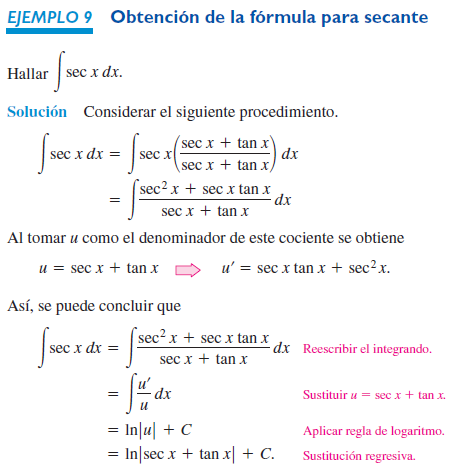 EJEMPLO 9 Obtención de la fórmula para secante
Hallar ∫ sec x dx.
Solución Considerar el siguiente procedimiento.
∫ sec x dx = ∫ sec x((sec x + tan x)/(sec x + tan x)) dx
= ∫ (sec² x + sec x tan x)/(sec x + tan x) dx
Al tomar u como el denominador de este cociente se obtiene
u = sec x + tan x ⇨ u′ = sec x tan x + sec² x.
Así, se puede concluir que
∫ sec x dx = ∫ (sec² x + sec x tan x)/(sec x + tan x) dx Reescribir el integrando.
= ∫ u′/u dx Sustituir u = sec x + tan x.
= ln|u| + C Aplicar regla de logaritmo.
= ln|sec x + tan x| + C. Sustitución regresiva.